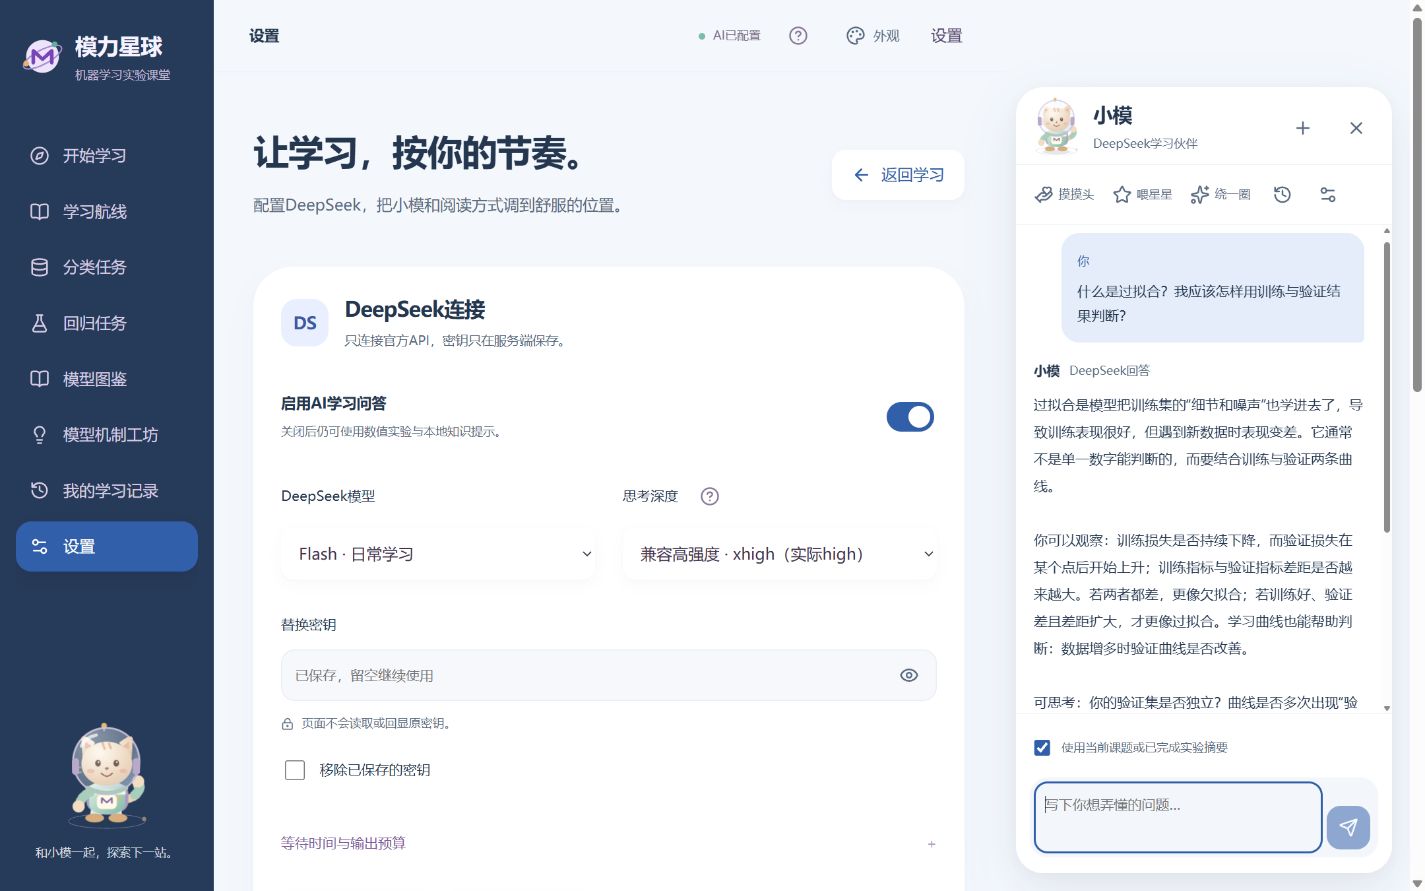 模力星球
机器学习实验课堂
开始学习
学习航线
分类任务
回归任务
模型图鉴
模型机制工坊
我的学习记录
设置
M
和小模一起，探索下一站。
设置
AI已配置
?
外观
设置
让学习，按你的节奏。
配置DeepSeek，把小模和阅读方式调到舒服的位置。
返回学习
DS
DeepSeek连接
只连接官方API，密钥只在服务端保存。
启用AI学习问答
关闭后仍可使用数值实验与本地知识提示。
DeepSeek模型
思考深度
?
Flash · 日常学习
兼容高强度 · xhigh（实际high）
替换密钥
已保存，留空继续使用
页面不会读取或回显原密钥。
移除已保存的密钥
等待时间与输出预算
+
小模
DeepSeek学习伙伴
摸摸头
喂星星
绕一圈
你
什么是过拟合？我应该怎样用训练与验证结
果判断？
小模 DeepSeek回答
过拟合是模型把训练集的“细节和噪声”也学进去了，导
致训练表现很好，但遇到新数据时表现变差。它通常
不是单一数字能判断的，而要结合训练与验证两条曲
线。
你可以观察：训练损失是否持续下降，而验证损失在
某个点后开始上升；训练指标与验证指标差距是否越
来越大。若两者都差，更像欠拟合；若训练好、验证
差且差距扩大，才更像过拟合。学习曲线也能帮助判
断：数据增多时验证曲线是否改善。
可思考：你的验证集是否独立？曲线是否多次出现“验
使用当前课题或已完成实验摘要
写下你想弄懂的问题...